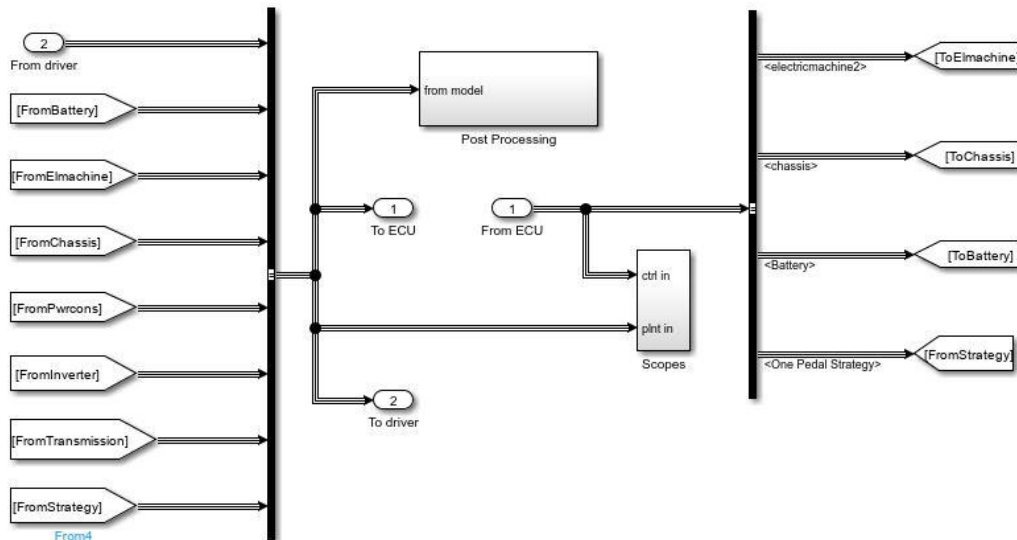 2
From driver
[FromBattery]
[FromElmachine]
[FromChassis]
[FromPwrcons]
[FromInverter]
[FromTransmission]
[FromStrategy]
From4
from model
Post Processing
1
To ECU
1
From ECU
ctrl in
plnt in
Scopes
2
To driver
<electricmachine2>
[ToElmachine]
<chassis>
[ToChassis]
<Battery>
[ToBattery]
<One Pedal Strategy>
[FromStrategy]